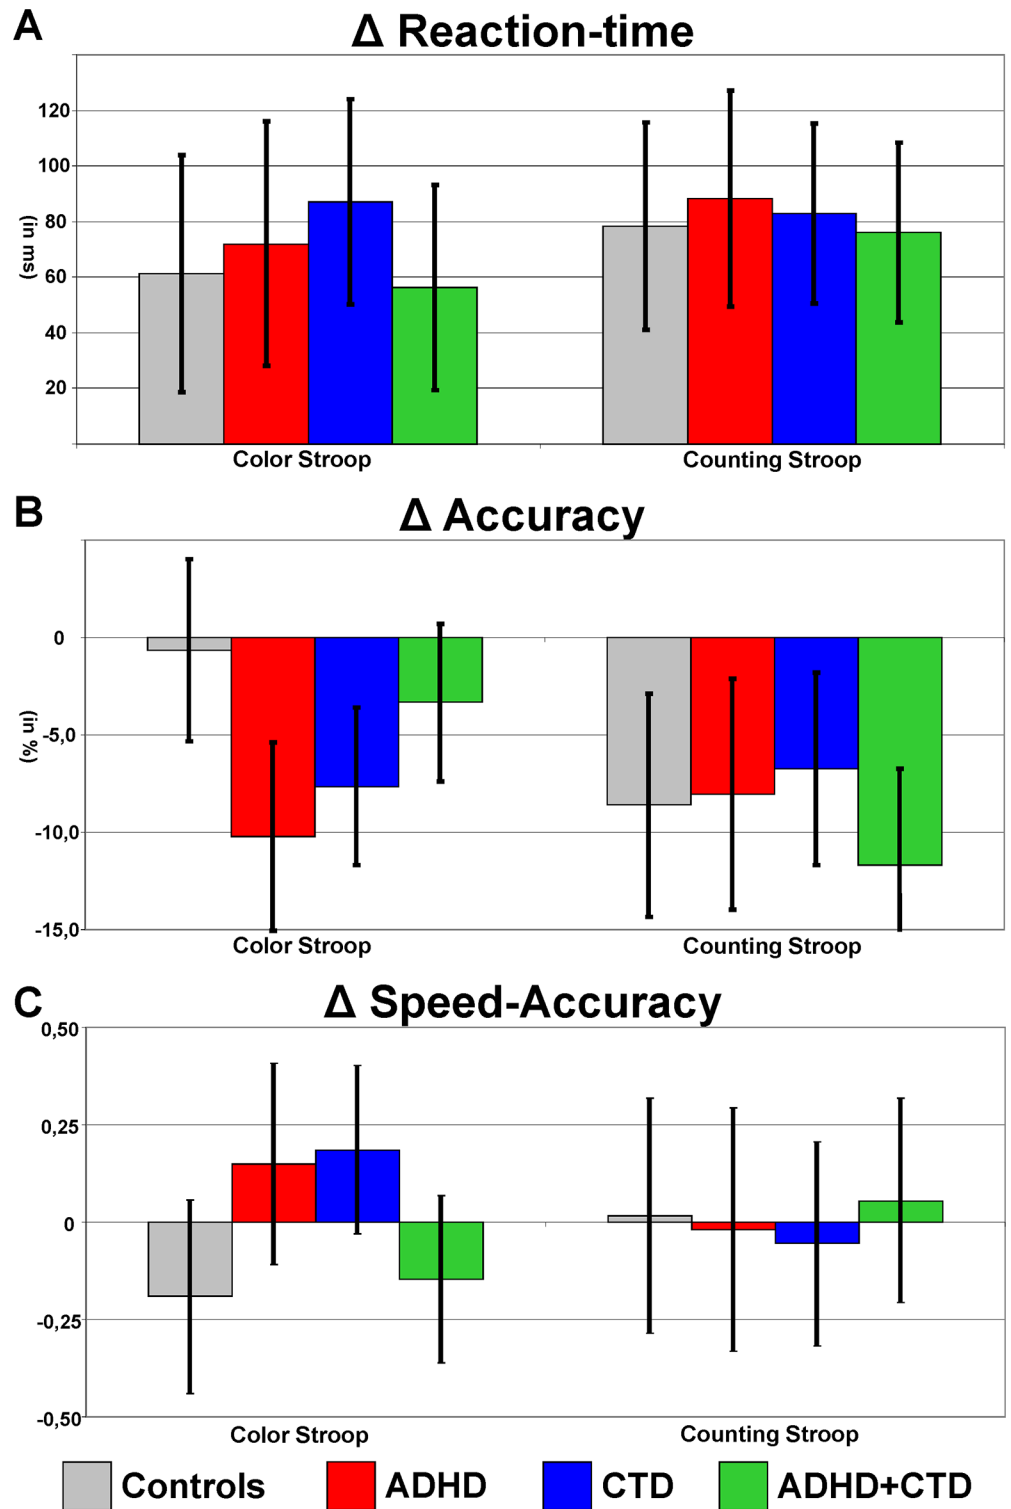 A
Δ Reaction-time
120
100
80
60
40
20
(in ms)
Color Stroop
Counting Stroop
B
Δ Accuracy
0
-5,0
-10,0
-15,0
(in %)
Color Stroop
Counting Stroop
C
Δ Speed-Accuracy
0,50
0,25
0
-0,25
-0,50
Color Stroop
Counting Stroop
Controls
ADHD
CTD
ADHD+CTD